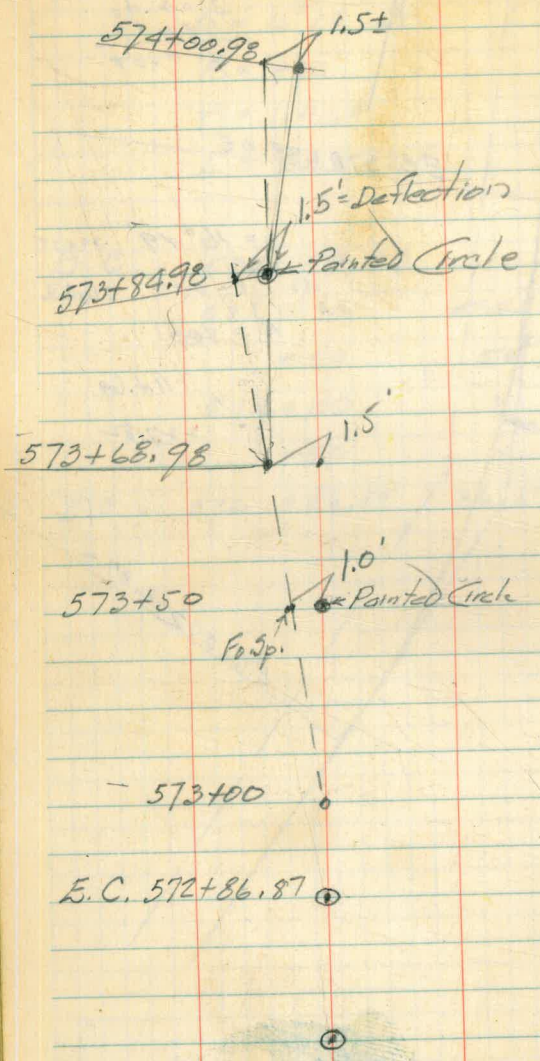 574+00.98 1.5±
1.5'= Deflection
573+84.98 Painted Circle
573+68.98 1.5'
1.0'
573+50 Painted Circle
Fd Sp.
573+00
E.C. 572+86.87